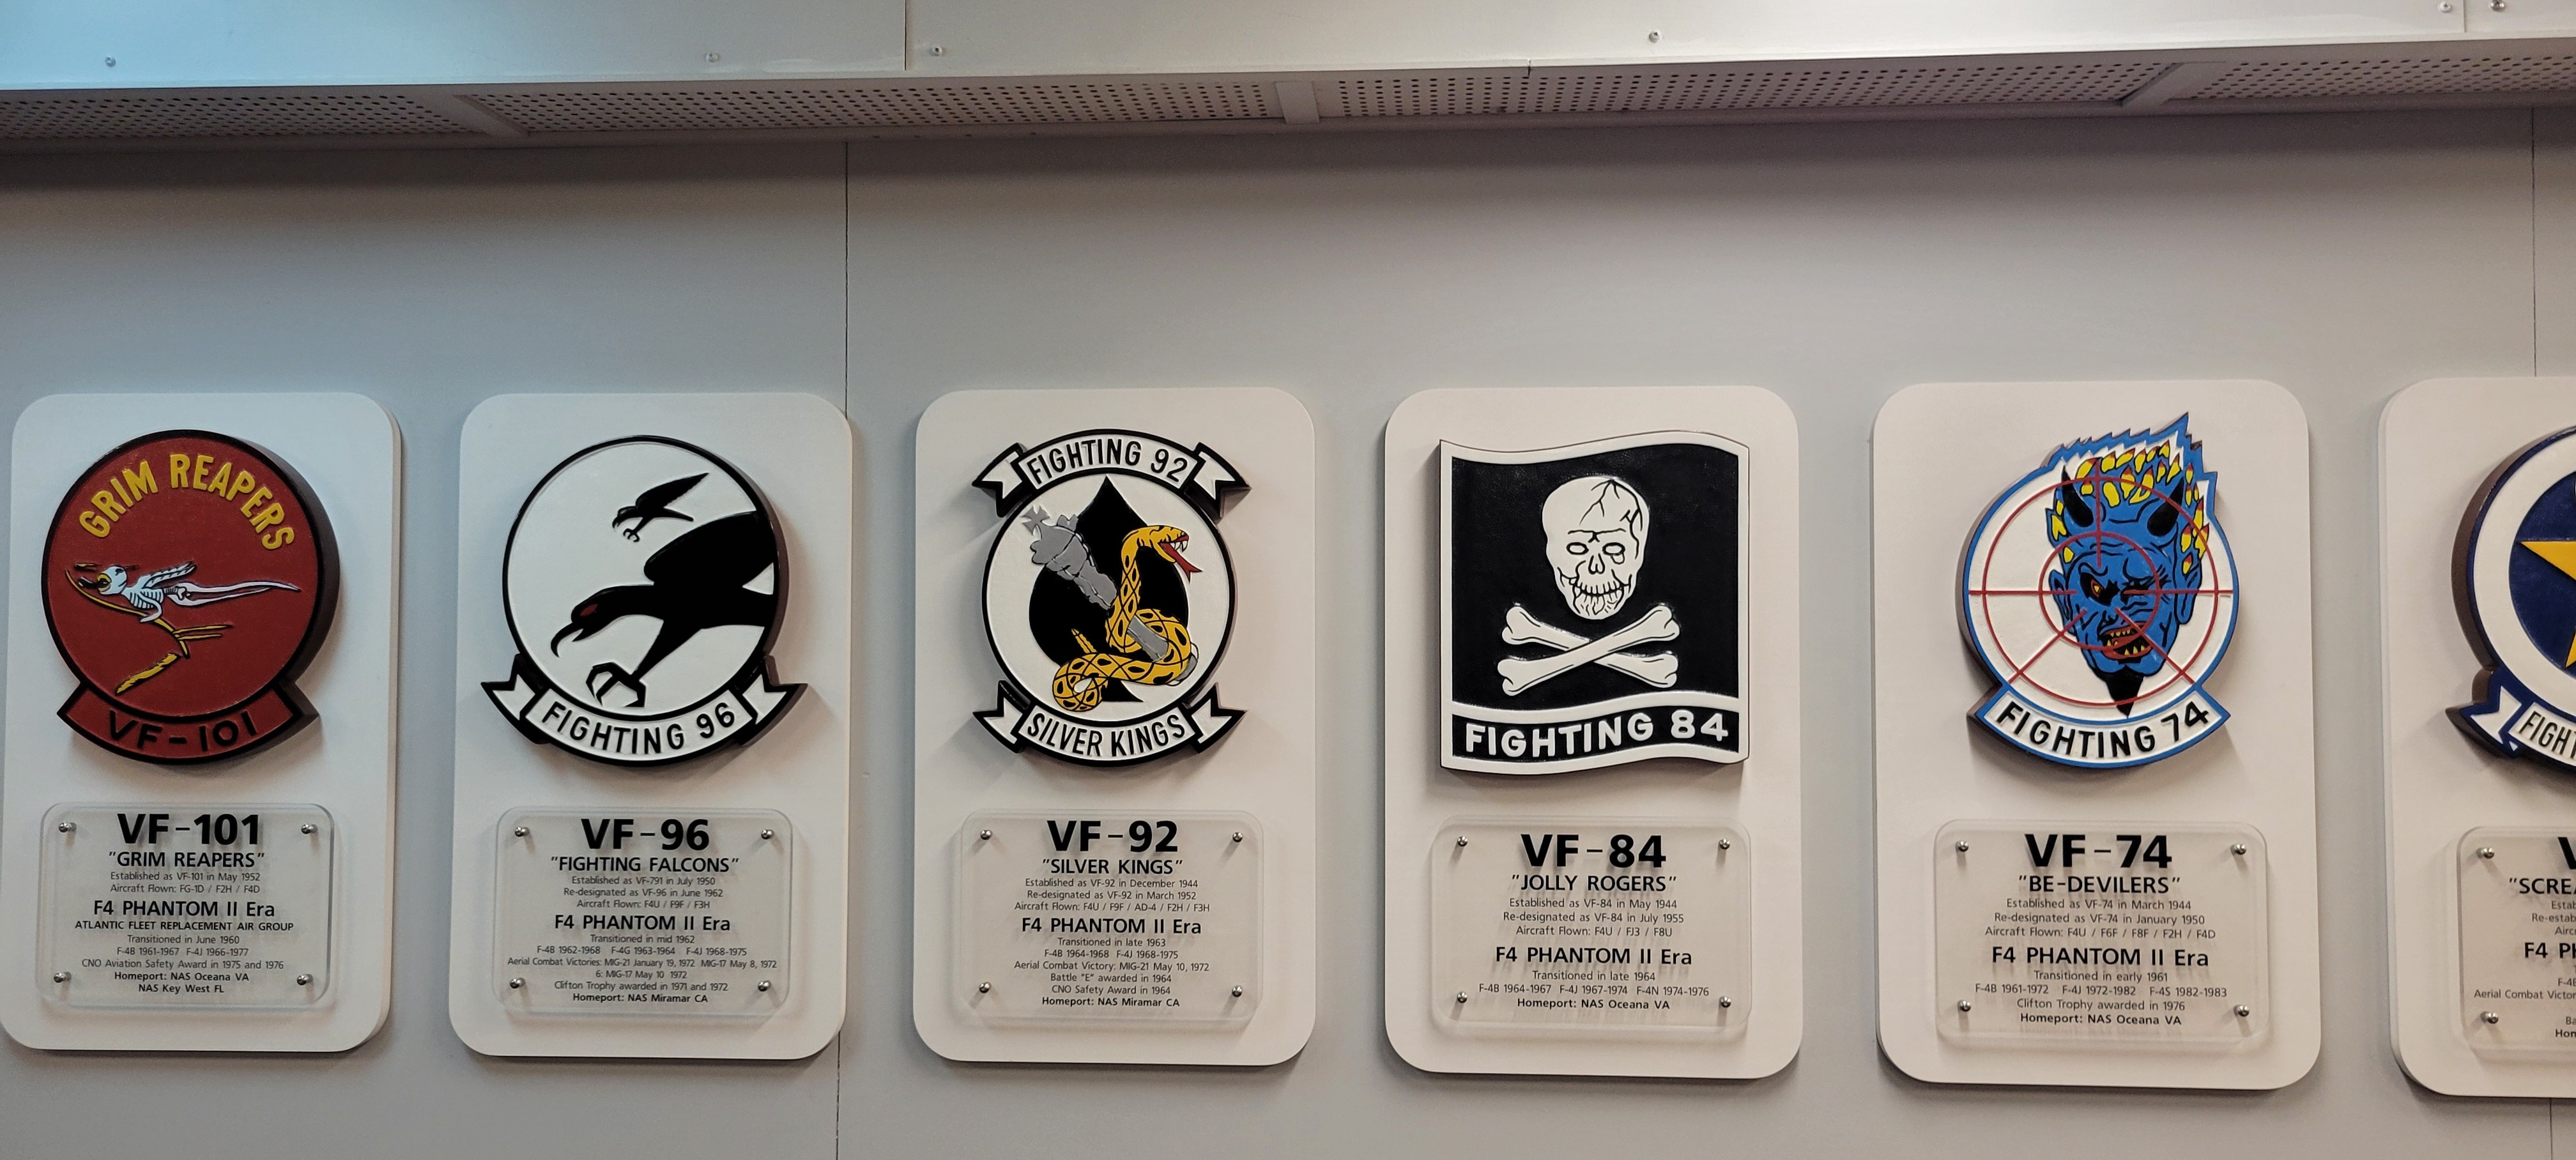 GRIM REAPERS
VF-101
VF-101
"GRIM REAPERS"
Established as VF-101 in May 1952
Aircraft Flown: FG-1D / F2H / F4D
F4 PHANTOM II Era
ATLANTIC FLEET REPLACEMENT AIR GROUP
Transitioned in June 1960
F-4B 1961-1967 F-4J 1966-1977
CNO Aviation Safety Award in 1975 and 1976
Homeport: NAS Oceana VA
NAS Key West FL
FIGHTING 96
VF-96
"FIGHTING FALCONS"
Established as VF-791 in July 1950
Re-designated as VF-96 in June 1962
Aircraft Flown: F4U / F9F / F3H
F4 PHANTOM II Era
Transitioned in mid 1962
F-4B 1962-1968 F-4G 1963-1964 F-4J 1968-1975
Aerial Combat Victories: MIG-21 January 19, 1972 MIG-17 May 8, 1972
6: MIG-17 May 10 1972
Clifton Trophy awarded in 1971 and 1972
Homeport: NAS Miramar CA
FIGHTING 92
SILVER KINGS
VF-92
"SILVER KINGS"
Established as VF-92 in December 1944
Re-designated as VF-92 in March 1952
Aircraft Flown: F4U / F9F / AD-4 / F2H / F3H
F4 PHANTOM II Era
Transitioned in late 1963
F-4B 1964-1968 F-4J 1968-1975
Aerial Combat Victory: MIG-21 May 10, 1972
Battle "E" awarded in 1964
CNO Safety Award in 1964
Homeport: NAS Miramar CA
FIGHTING 84
VF-84
"JOLLY ROGERS"
Established as VF-84 in May 1944
Re-designated as VF-84 in July 1955
Aircraft Flown: F4U / FJ3 / F8U
F4 PHANTOM II Era
Transitioned in late 1964
F-4B 1964-1967 F-4J 1967-1974 F-4N 1974-1976
Homeport: NAS Oceana VA
FIGHTING 74
VF-74
"BE-DEVILERS"
Established as VF-74 in March 1944
Re-designated as VF-74 in January 1950
Aircraft Flown: F4U / F6F / F8F / F2H / F4D
F4 PHANTOM II Era
Transitioned in early 1961
F-4B 1961-1972 F-4J 1972-1982 F-4S 1982-1983
Clifton Trophy awarded in 1976
Homeport: NAS Oceana VA
Aerial Combat